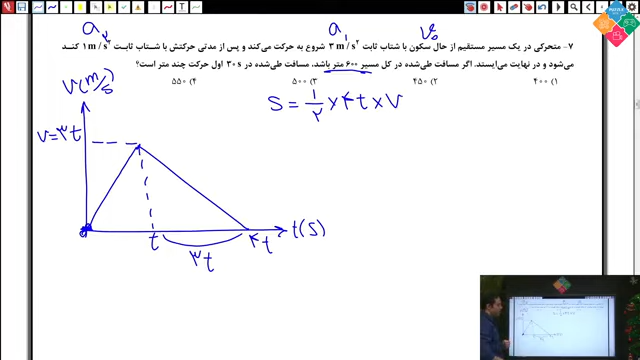 a۲ a۱ v₀
۷- متحرکی در یک مسیر مستقیم از حال سکون با شتاب ثابت ۳ m/s² شروع به حرکت می‌کند و پس از مدتی حرکتش با شتاب ثابت ۱ m/s² کند
می‌شود و در نهایت می‌ایستد. اگر مسافت طی‌شده در کل مسیر ۶۰۰ متر باشد، مسافت طی‌شده در ۳۰s اول حرکت چند متر است؟
۱) ۴۰۰ ۲) ۴۵۰ ۳) ۵۰۰ ۴) ۵۵۰
V(m/s)
S = ۱/۲ × ۴t × V
V=۳t
t(s)
t ۴t
۳t